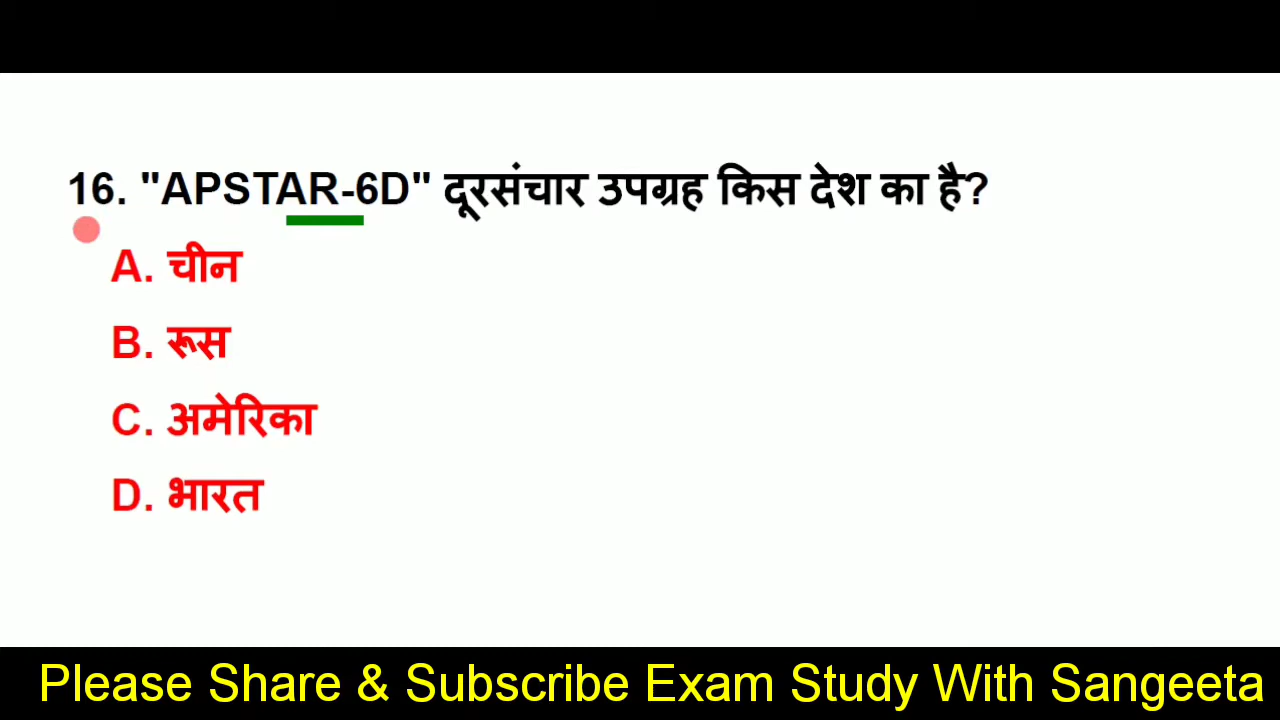 16. "APSTAR-6D" दूरसंचार उपग्रह किस देश का है?
A. चीन
B. रूस
C. अमेरिका
D. भारत
Please Share & Subscribe Exam Study With Sangeeta